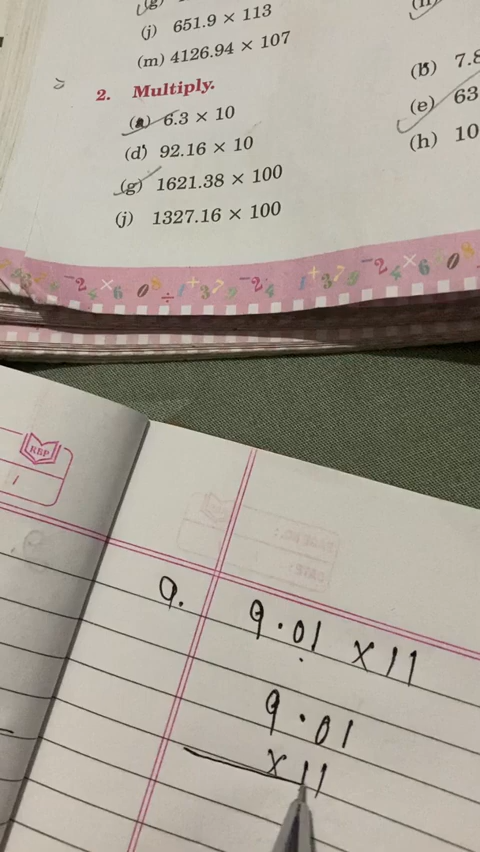 (j) 651.9 × 113
(m) 4126.94 × 107
2. Multiply.
(a) 6.3 × 10
(b) 7.8
(d) 92.16 × 10
(e) 63
(g) 1621.38 × 100
(h) 10
(j) 1327.16 × 100
RBP
Q. 9.01 × 11
9.01
× 11